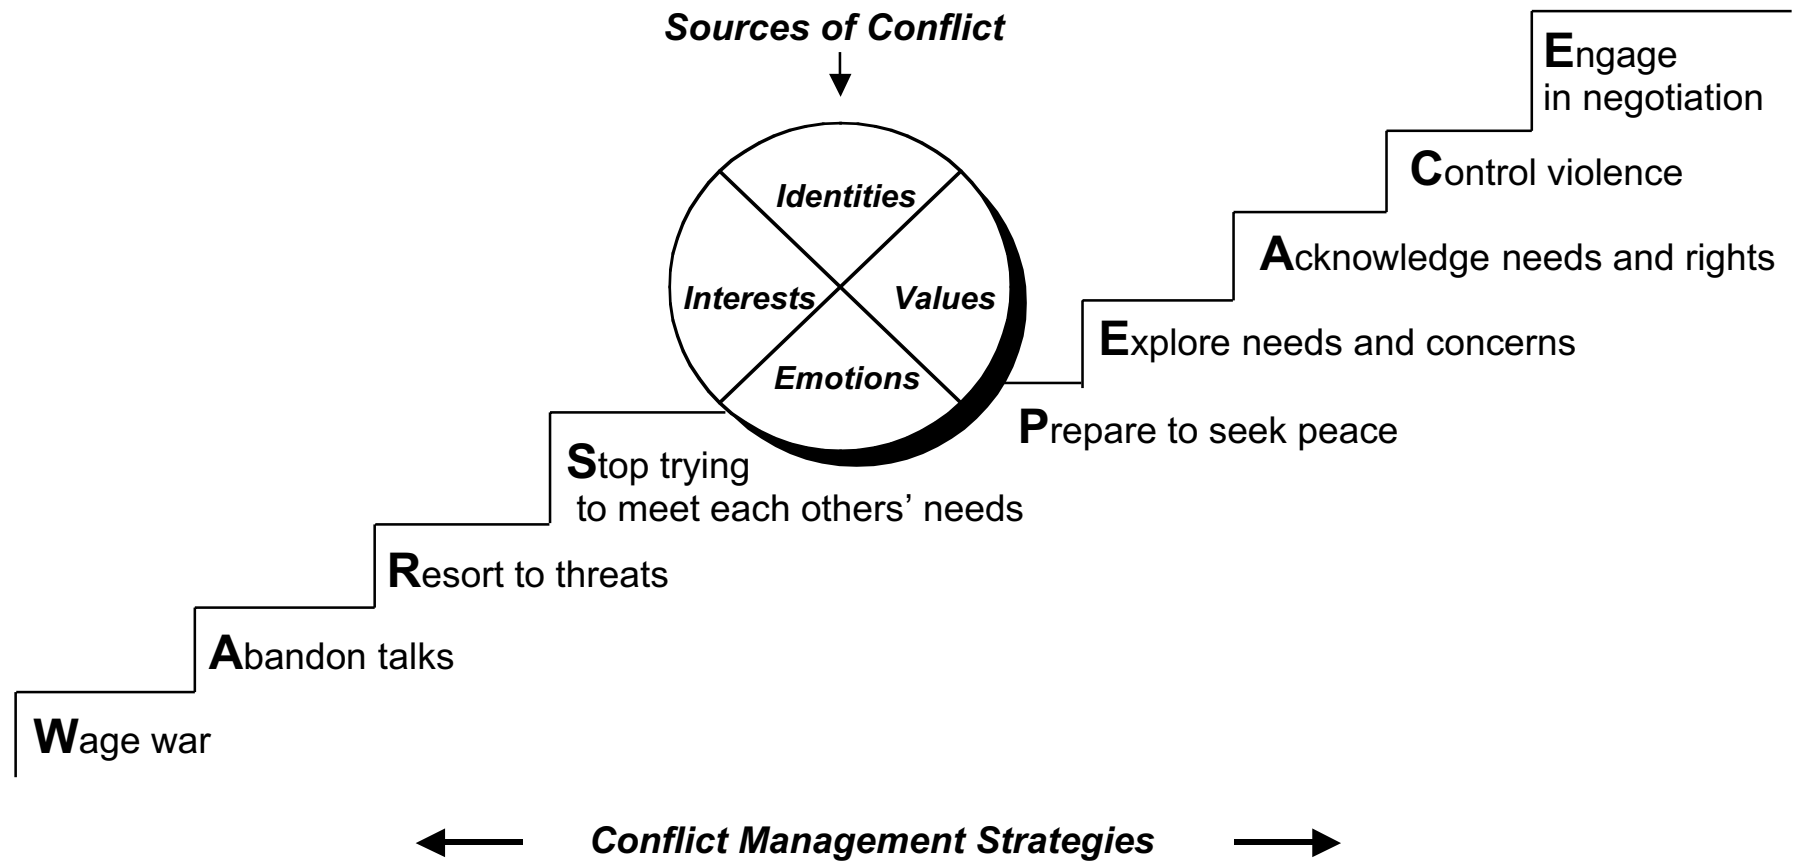 Sources of Conflict
Identities
Interests
Values
Emotions
Engage
in negotiation
Control violence
Acknowledge needs and rights
Explore needs and concerns
Prepare to seek peace
Stop trying
to meet each others’ needs
Resort to threats
Abandon talks
Wage war
Conflict Management Strategies